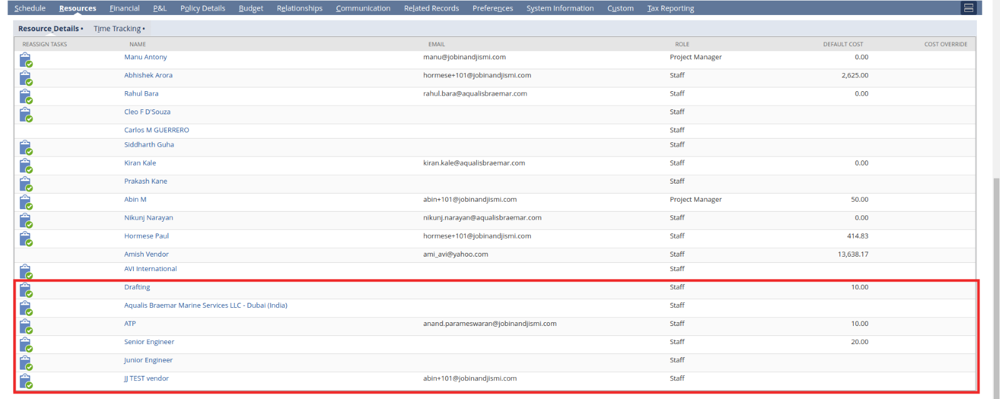 Schedule Resources Financial P&L Policy Details Budget Relationships Communication Related Records Preferences System Information Custom Tax Reporting
Resource Details • Time Tracking •
REASSIGN TASKS NAME EMAIL ROLE DEFAULT COST COST OVERRIDE
Manu Antony manu@jobinandjismi.com Project Manager 0.00
Abhishek Arora hormese+101@jobinandjismi.com Staff 2,625.00
Rahul Bara rahul.bara@aqualisbraemar.com Staff 0.00
Cleo F D'Souza Staff
Carlos M GUERRERO Staff
Siddharth Guha Staff
Kiran Kale kiran.kale@aqualisbraemar.com Staff 0.00
Prakash Kane Staff
Abin M abin+101@jobinandjismi.com Project Manager 50.00
Nikunj Narayan nikunj.narayan@aqualisbraemar.com Staff 0.00
Hormese Paul hormese+101@jobinandjismi.com Staff 414.83
Amish Vendor ami_avi@yahoo.com Staff 13,638.17
AVI International Staff
Drafting Staff 10.00
Aqualis Braemar Marine Services LLC - Dubai (India) Staff
ATP anand.parameswaran@jobinandjismi.com Staff 10.00
Senior Engineer Staff 20.00
Junior Engineer Staff
JJ TEST vendor abin+101@jobinandjismi.com Staff